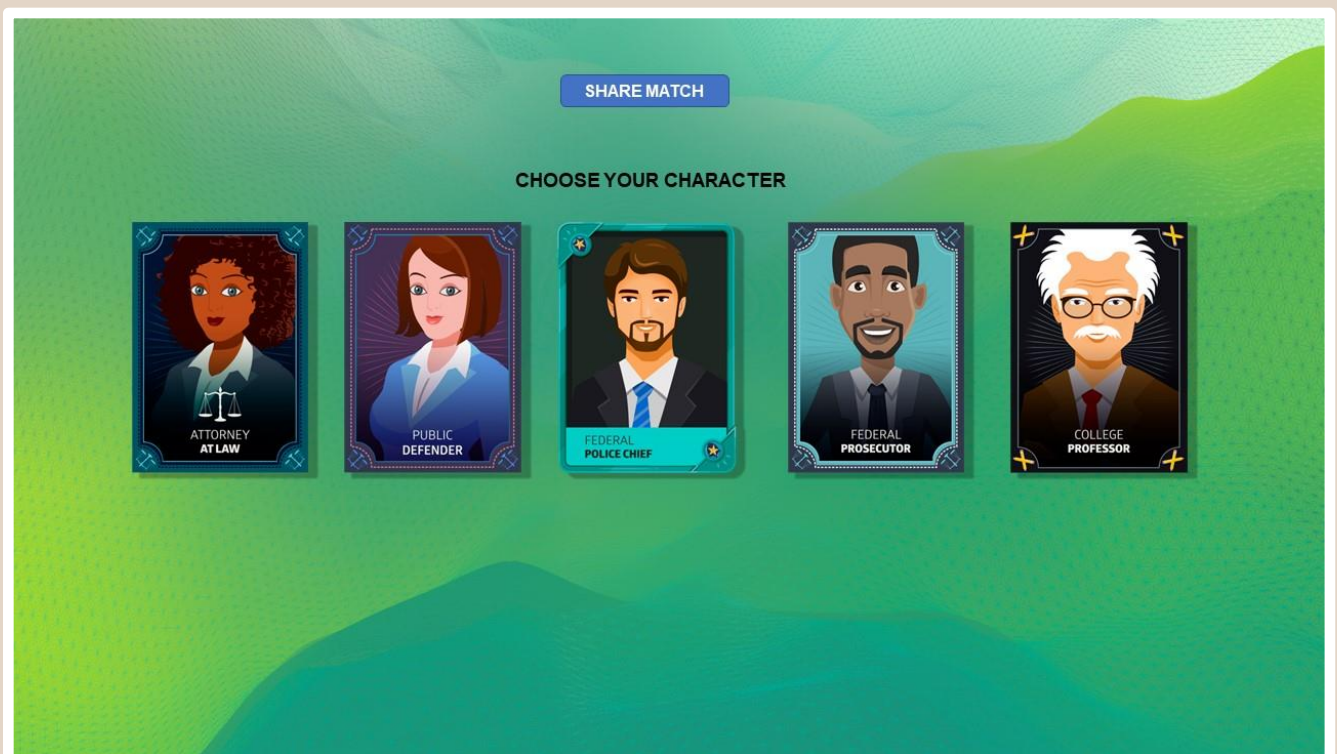 SHARE MATCH
CHOOSE YOUR CHARACTER
ATTORNEY
AT LAW
PUBLIC
DEFENDER
FEDERAL
POLICE CHIEF
FEDERAL
PROSECUTOR
COLLEGE
PROFESSOR